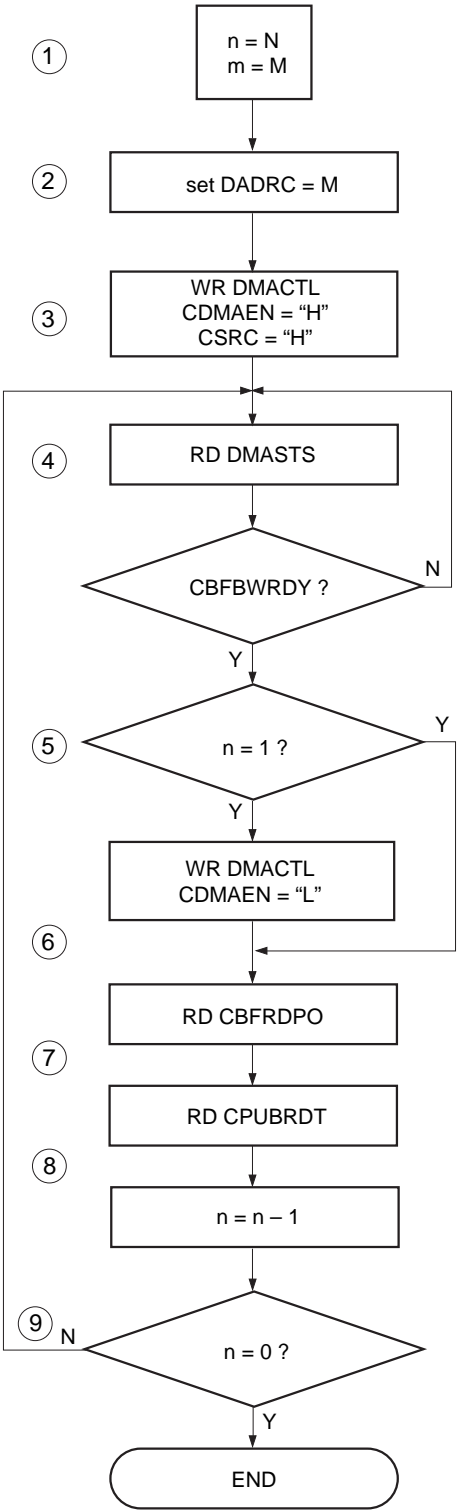 1
n = N
m = M
2
set DADRC = M
3
WR DMACTL
CDMAEN = “H”
CSRC = “H”
4
RD DMASTS
CBFBWRDY ?
N
Y
5
n = 1 ?
Y
Y
WR DMACTL
CDMAEN = “L”
6
RD CBFRDPO
7
RD CPUBRDT
8
n = n – 1
9
N
n = 0 ?
Y
END